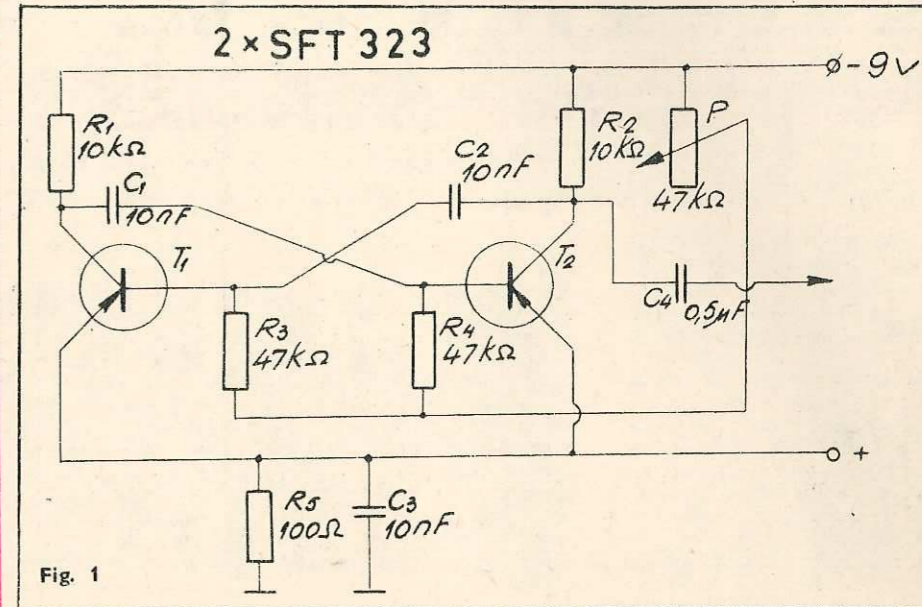 2 × SFT 323
-9V
R1
10kΩ
C1
10nF
C2
10nF
R2
10kΩ
P
47kΩ
T1
T2
C4
0,5µF
R3
47kΩ
R4
47kΩ
+
R5
100Ω
C3
10nF
Fig. 1